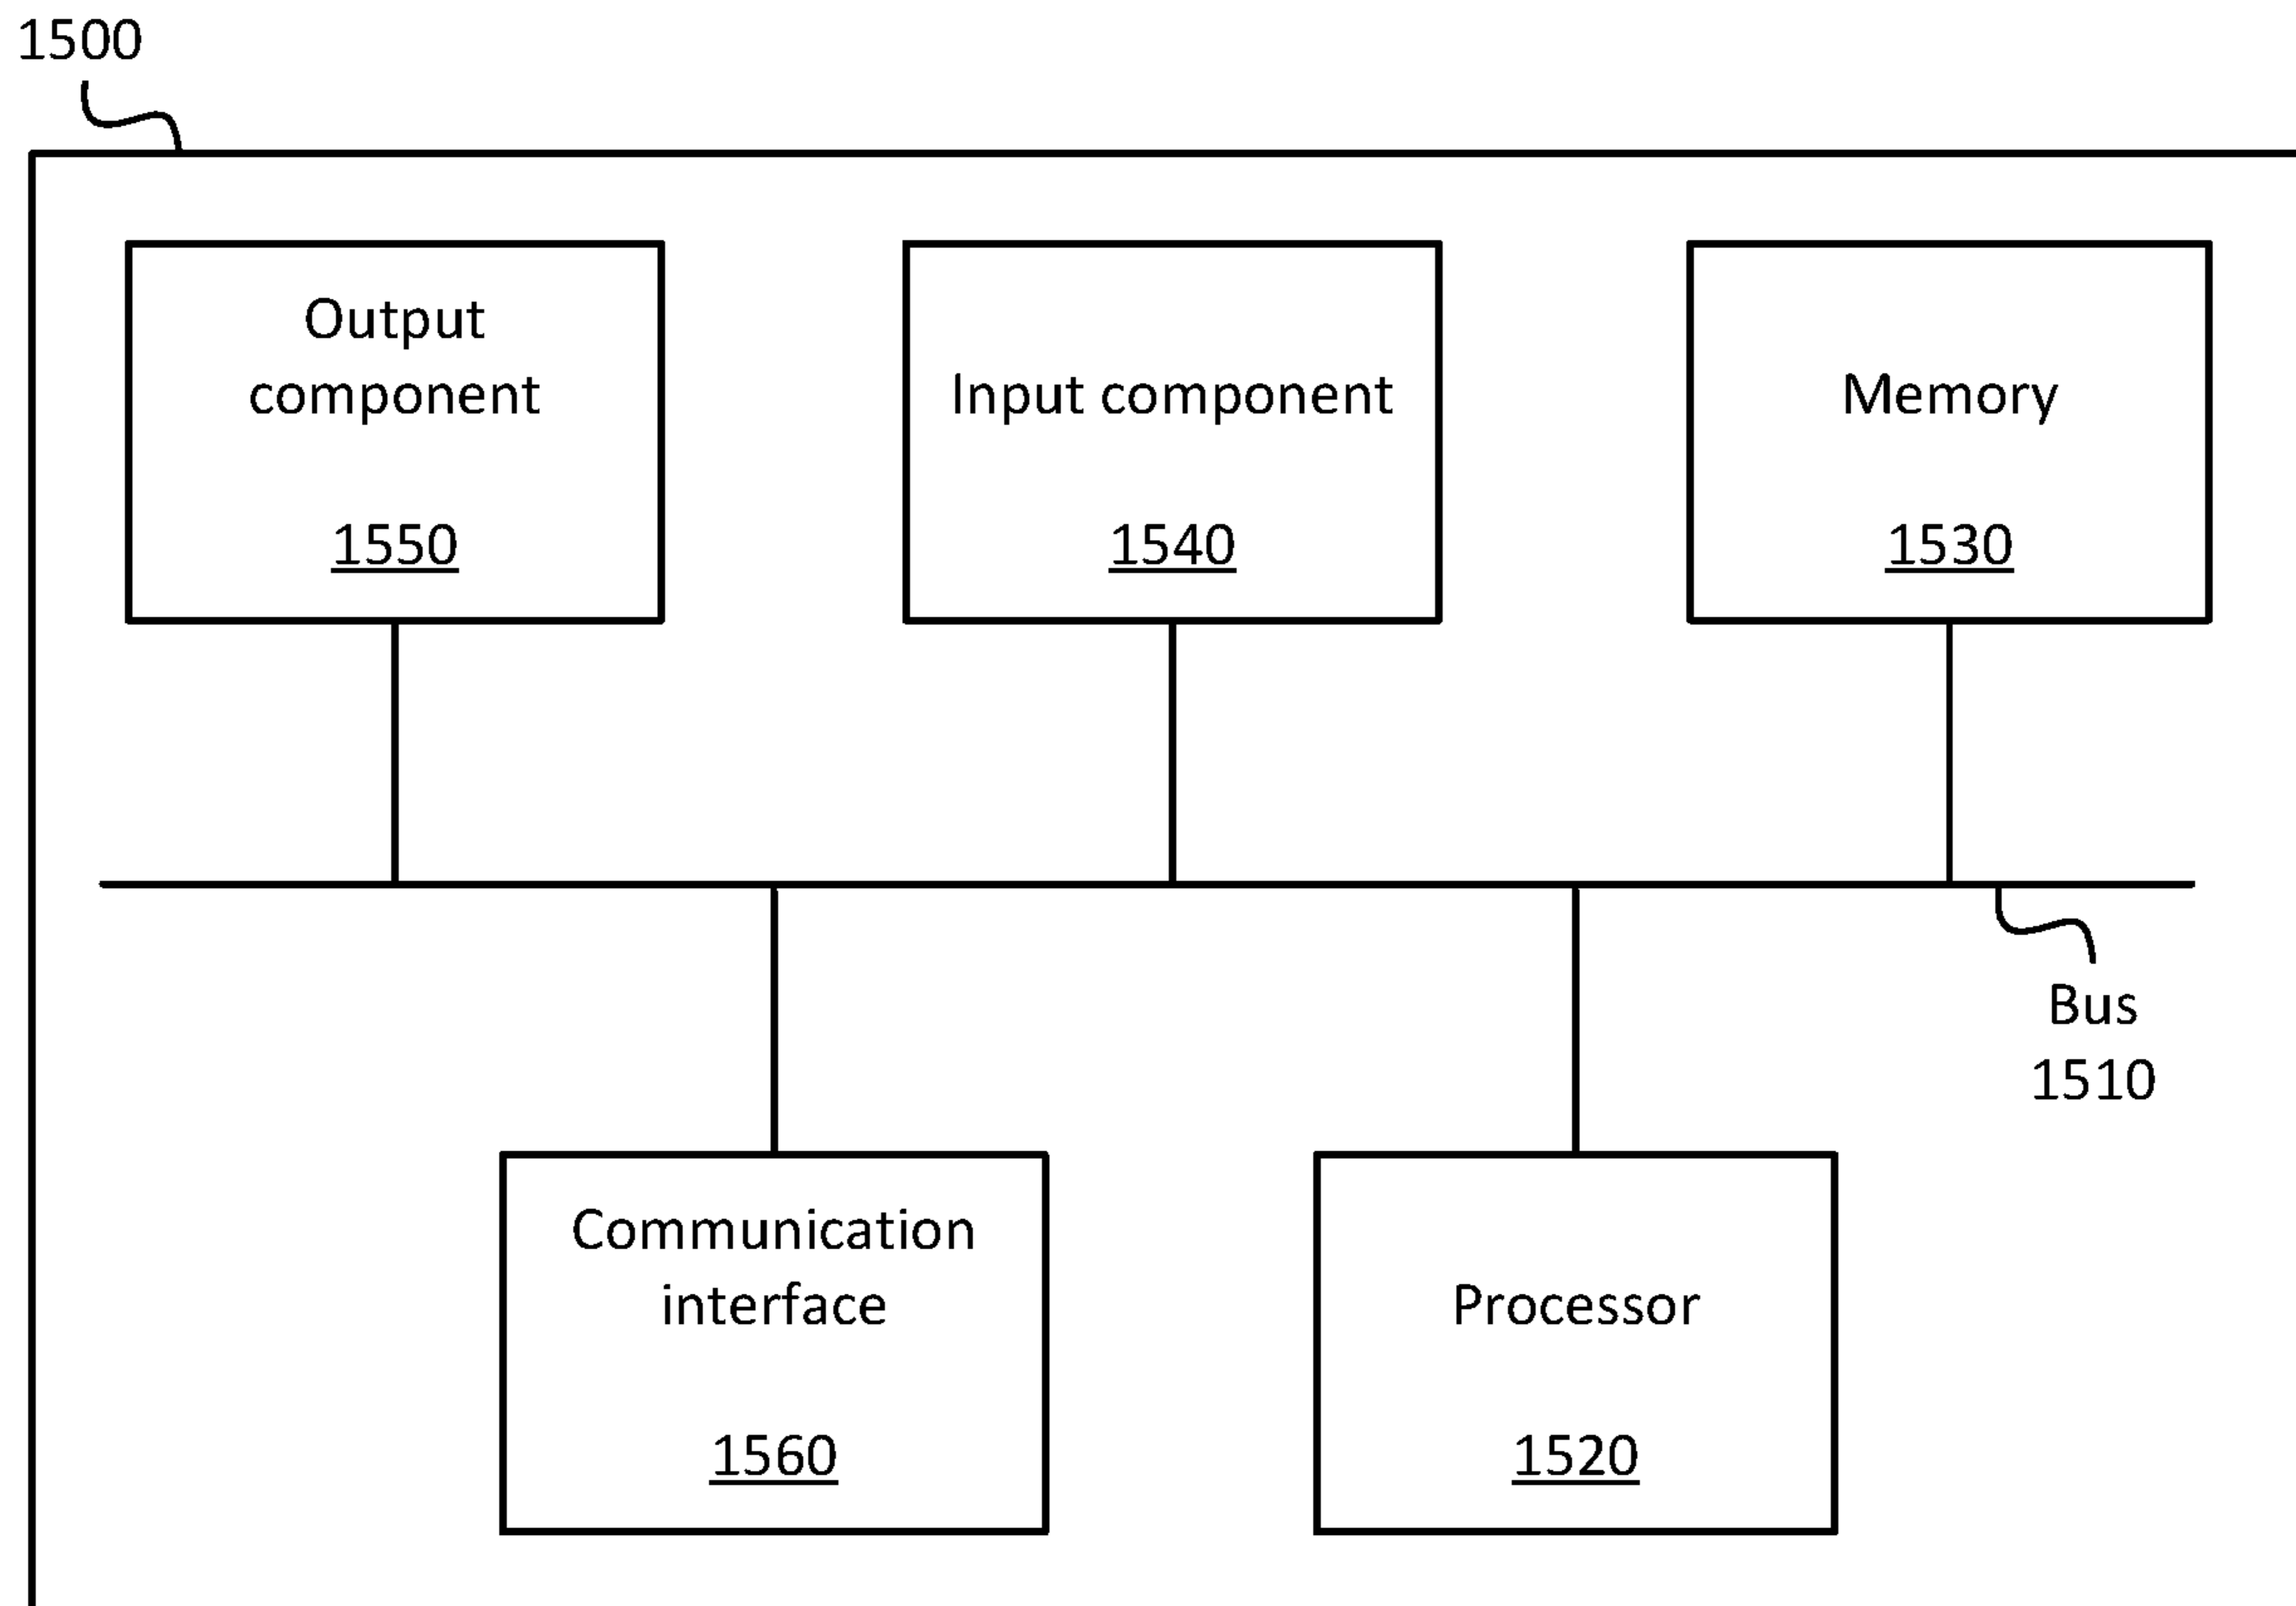 1500
Output
component
1550
Input component
1540
Memory
1530
Bus
1510
Communication
interface
1560
Processor
1520